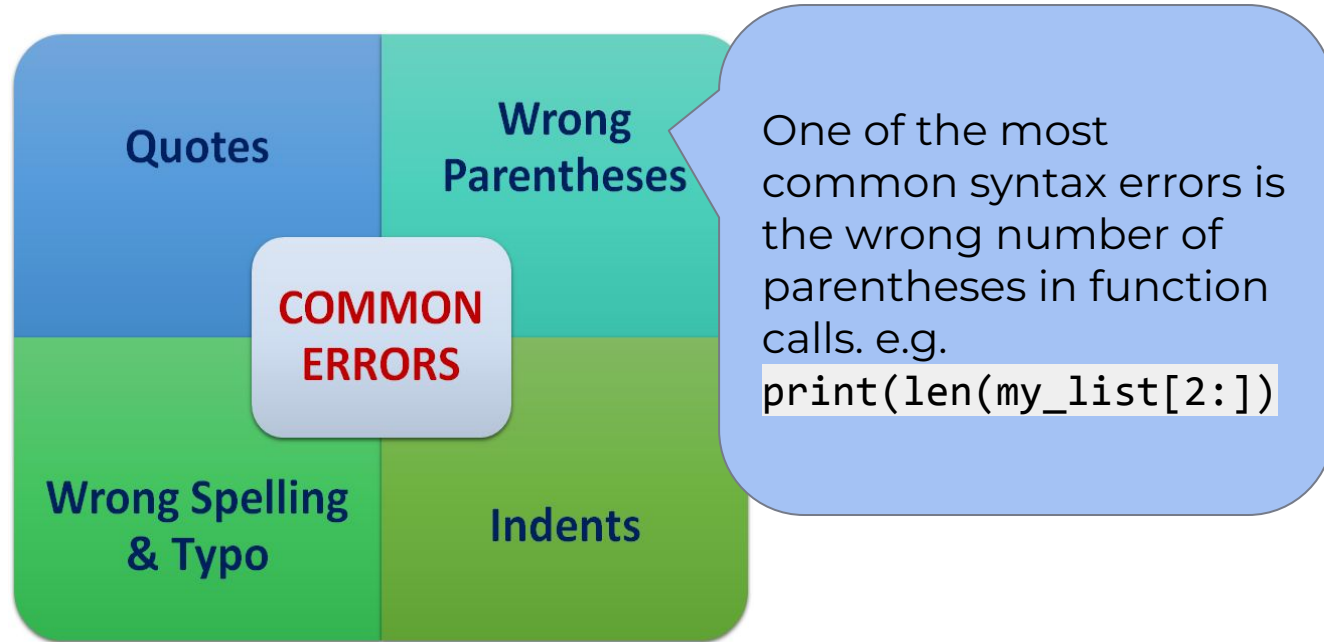 Quotes
Wrong
Parentheses
COMMON
ERRORS
Wrong Spelling
& Typo
Indents
One of the most
common syntax errors is
the wrong number of
parentheses in function
calls. e.g.
print(len(my_list[2:])